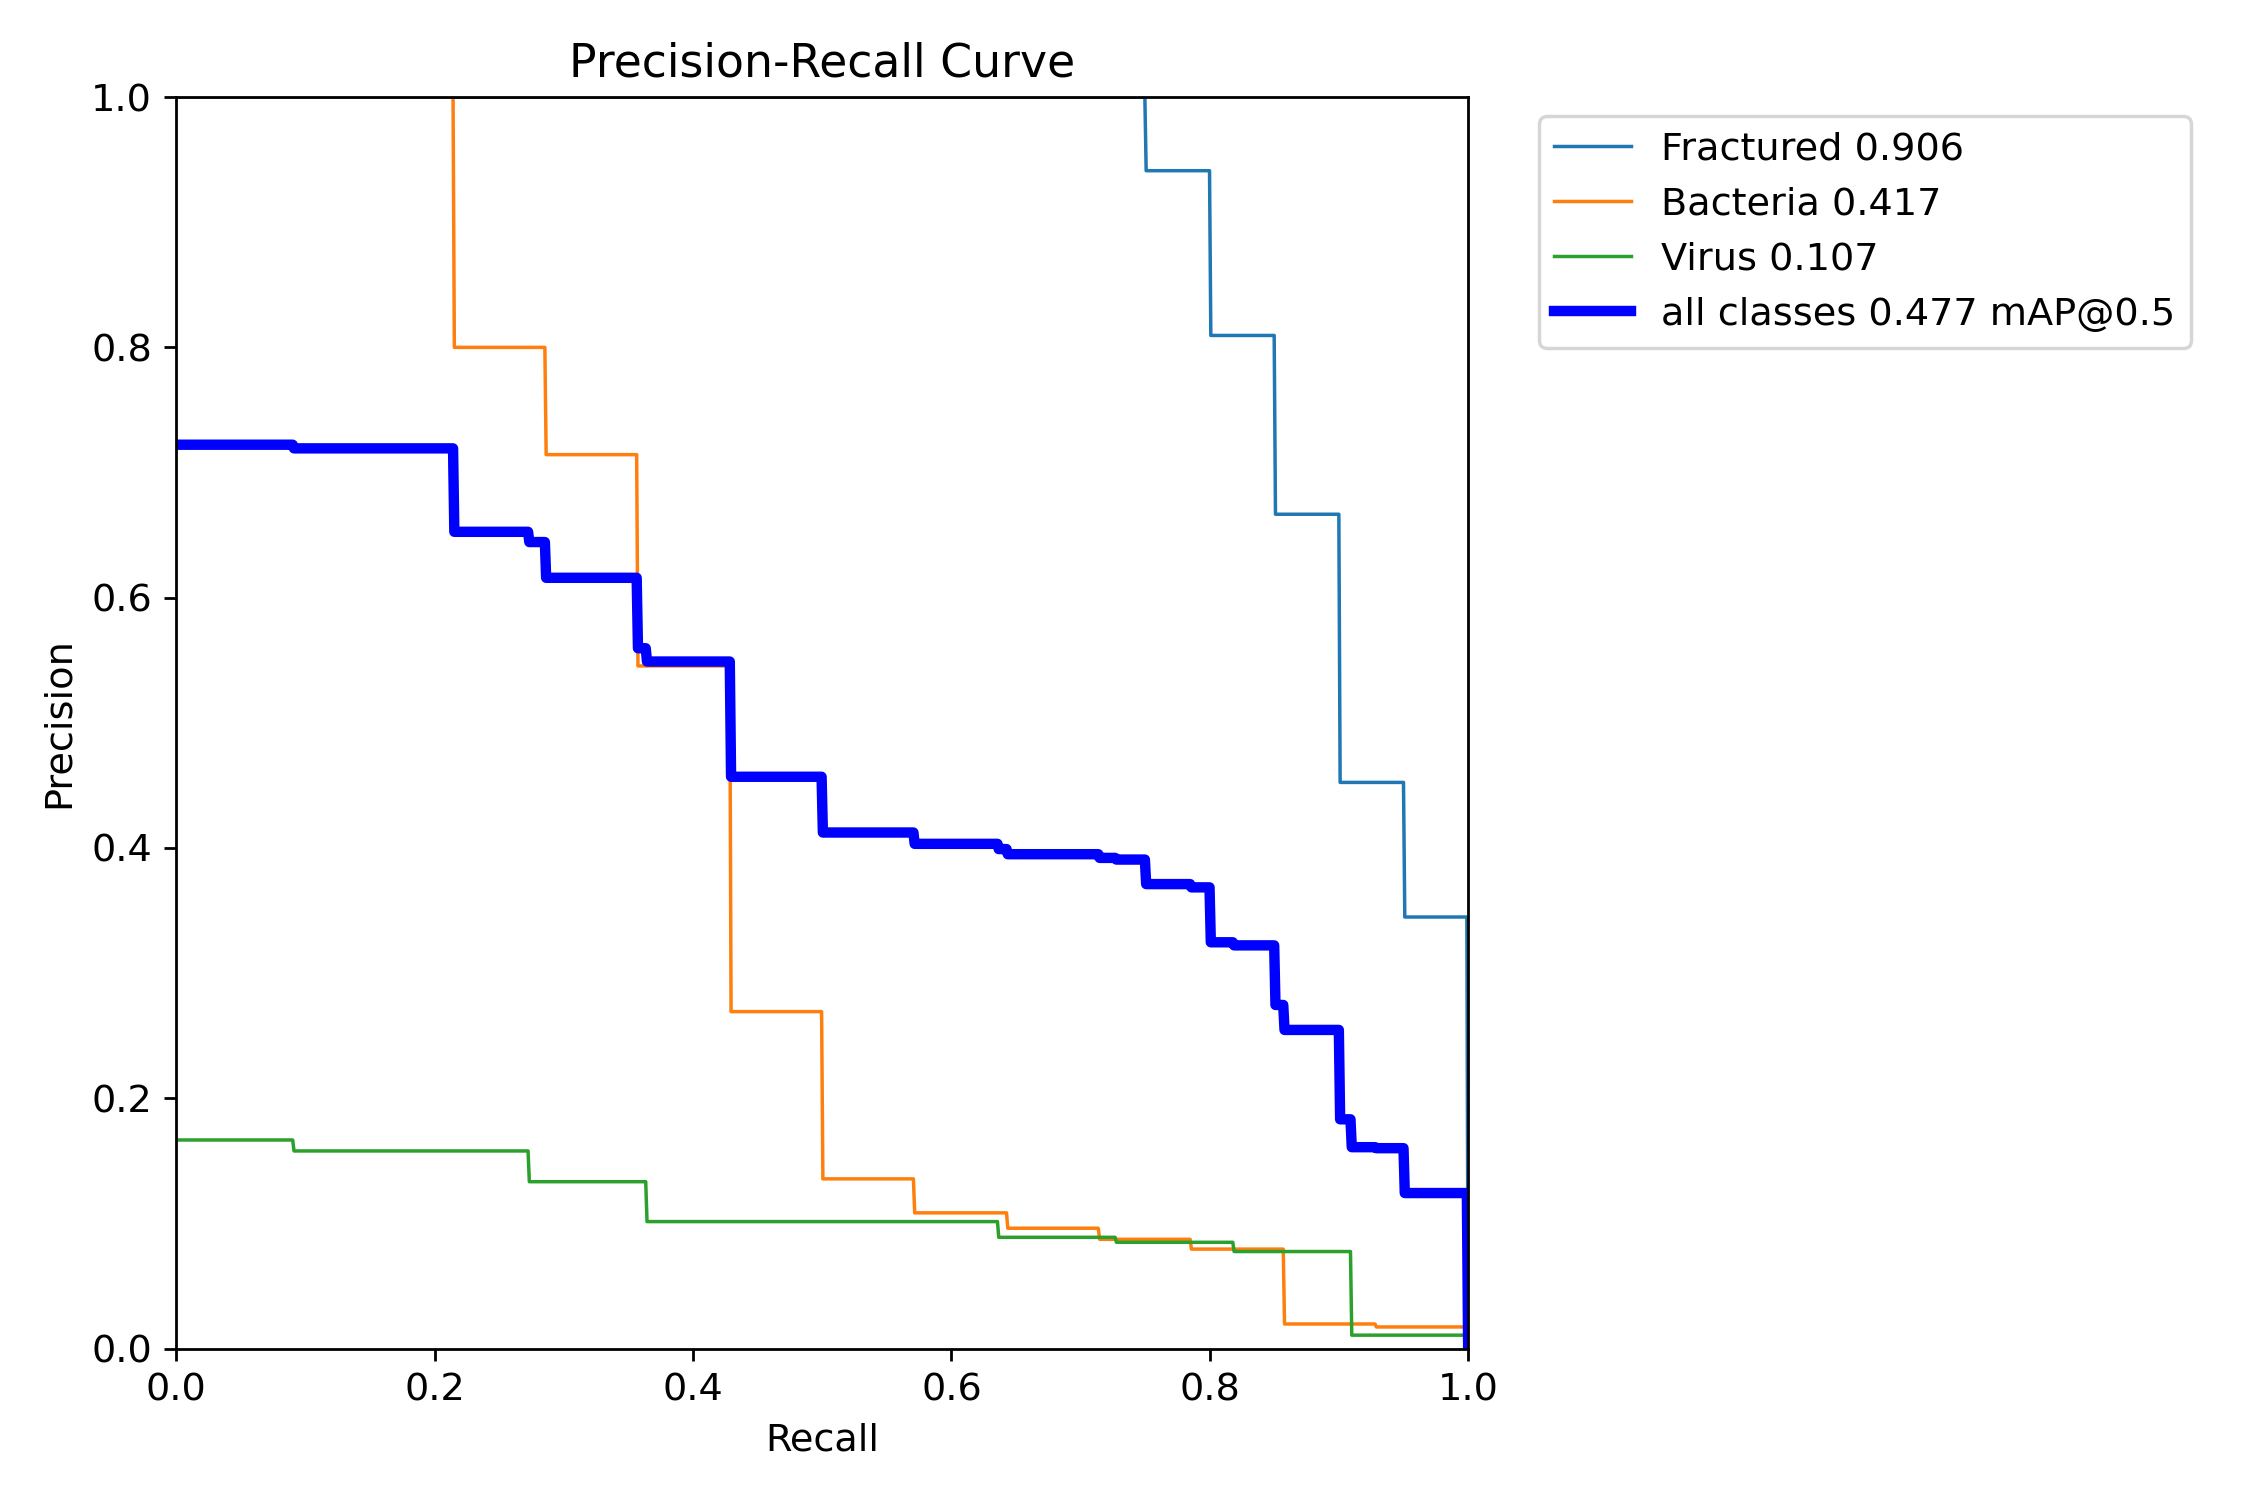 Precision-Recall Curve
1.0
0.8
0.6
0.4
0.2
0.0
Precision
0.0 0.2 0.4 0.6 0.8 1.0
Recall
Fractured 0.906
Bacteria 0.417
Virus 0.107
all classes 0.477 mAP@0.5